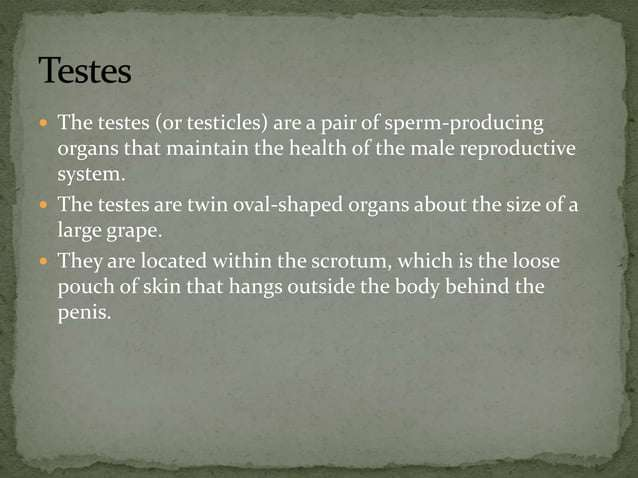 Testes
The testes (or testicles) are a pair of sperm-producing
organs that maintain the health of the male reproductive
system.
The testes are twin oval-shaped organs about the size of a
large grape.
They are located within the scrotum, which is the loose
pouch of skin that hangs outside the body behind the
penis.